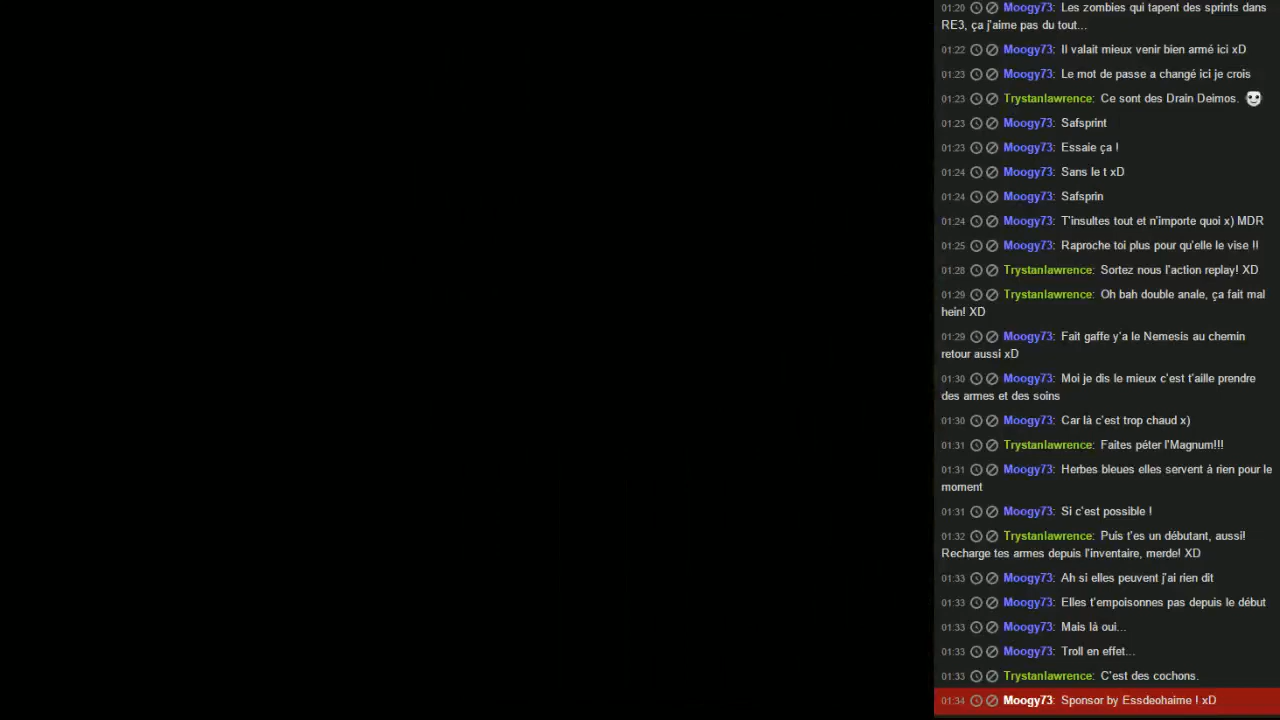 01:20 Moogy73: Les zombies qui tapent des sprints dans
RE3, ça j'aime pas du tout...
01:22 Moogy73: Il valait mieux venir bien armé ici xD
01:23 Moogy73: Le mot de passe a changé ici je crois
01:23 Trystanlawrence: Ce sont des Drain Deimos.
01:23 Moogy73: Safsprint
01:23 Moogy73: Essaie ça !
01:24 Moogy73: Sans le t xD
01:24 Moogy73: Safsprin
01:24 Moogy73: T'insultes tout et n'importe quoi x) MDR
01:25 Moogy73: Raproche toi plus pour qu'elle le vise !!
01:28 Trystanlawrence: Sortez nous l'action replay! XD
01:29 Trystanlawrence: Oh bah double anale, ça fait mal
hein! XD
01:29 Moogy73: Fait gaffe y'a le Nemesis au chemin
retour aussi xD
01:30 Moogy73: Moi je dis le mieux c'est t'aille prendre
des armes et des soins
01:30 Moogy73: Car là c'est trop chaud x)
01:31 Trystanlawrence: Faites péter l'Magnum!!!
01:31 Moogy73: Herbes bleues elles servent à rien pour le
moment
01:31 Moogy73: Si c'est possible !
01:32 Trystanlawrence: Puis t'es un débutant, aussi!
Recharge tes armes depuis l'inventaire, merde! XD
01:33 Moogy73: Ah si elles peuvent j'ai rien dit
01:33 Moogy73: Elles t'empoisonnes pas depuis le début
01:33 Moogy73: Mais là oui...
01:33 Moogy73: Troll en effet...
01:33 Trystanlawrence: C'est des cochons.
01:34 Moogy73: Sponsor by Essdeohaime ! xD